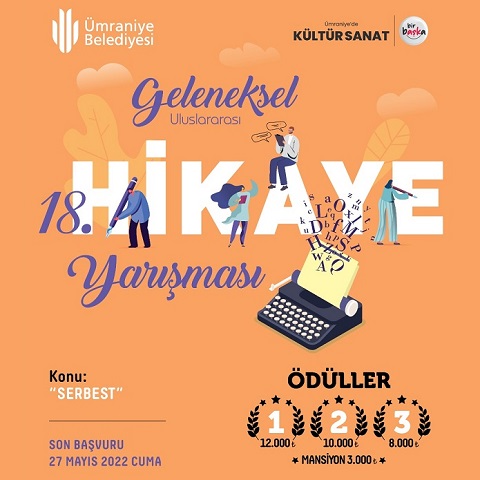 Ümraniye
Belediyesi
Ümraniye'de
KÜLTÜR SANAT
bir
başka
Geleneksel
Uluslararası
18. HİKAYE
Yarışması
Konu:
"SERBEST"
SON BAŞVURU
27 MAYIS 2022 CUMA
ÖDÜLLER
1 2 3
12.000₺ 10.000₺ 8.000₺
★ MANSİYON 3.000₺ ★